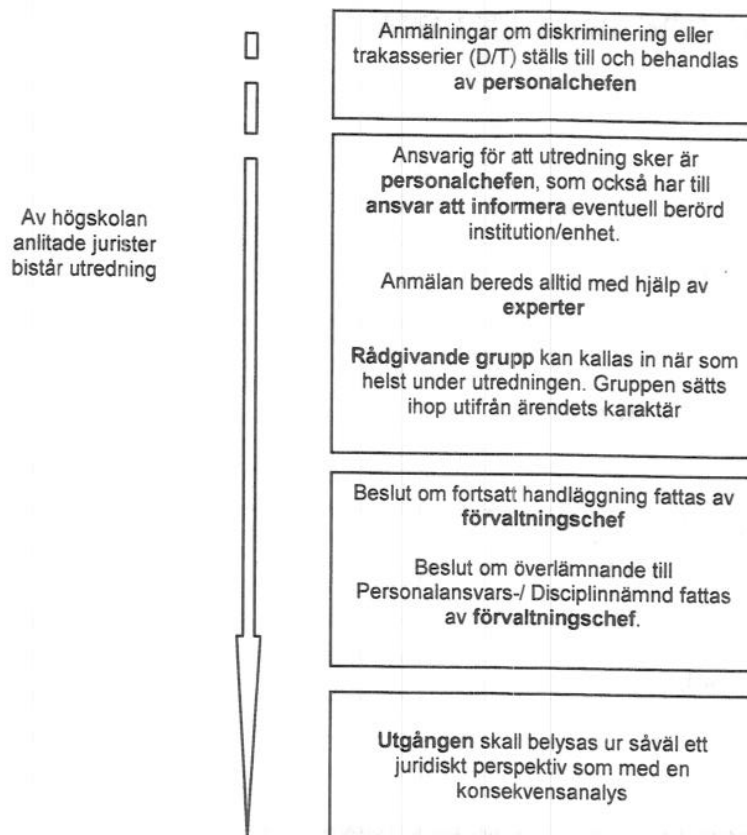 Anmälningar om diskriminering eller
trakasserier (D/T) ställs till och behandlas
av personalchefen
Av högskolan
anlitade jurister
bistår utredning
Ansvarig för att utredning sker är
personalchefen, som också har till
ansvar att informera eventuell berörd
institution/enhet.
Anmälan bereds alltid med hjälp av
experter
Rådgivande grupp kan kallas in när som
helst under utredningen. Gruppen sätts
ihop utifrån ärendets karaktär
Beslut om fortsatt handläggning fattas av
förvaltningschef
Beslut om överlämnande till
Personalansvars-/ Disciplinnämnd fattas
av förvaltningschef.
Utgången skall belysas ur såväl ett
juridiskt perspektiv som med en
konsekvensanalys